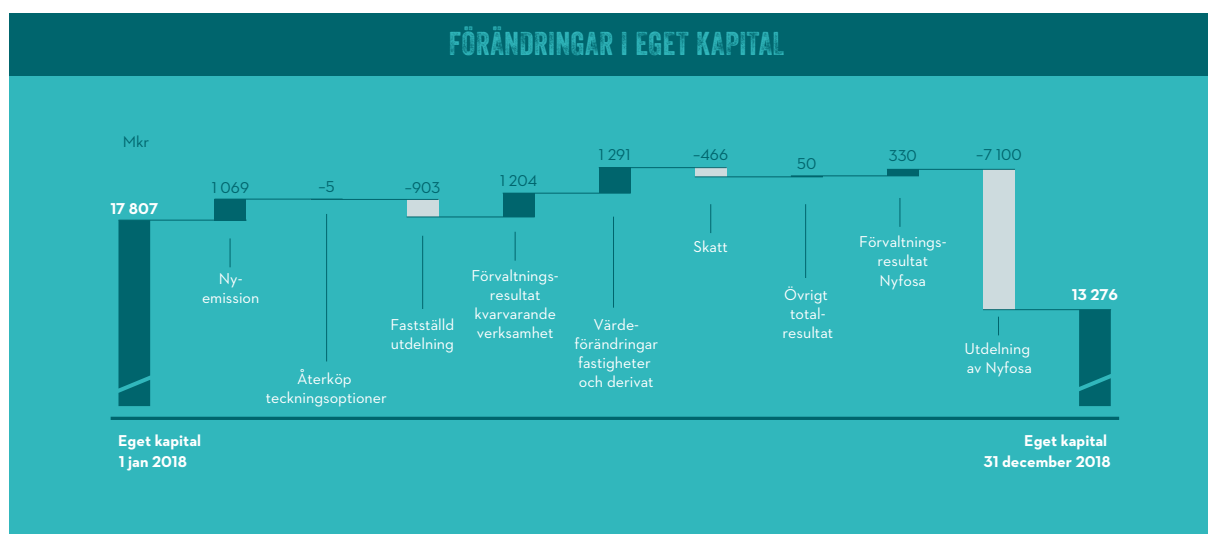 FÖRÄNDRINGAR I EGET KAPITAL
Mkr
17 807
1 069
–5
–903
1 204
1 291
–466
50
330
–7 100
13 276
Ny-
emission
Återköp
teckningsoptioner
Fastställd
utdelning
Förvaltnings-
resultat
kvarvarande
verksamhet
Värde-
förändringar
fastigheter
och derivat
Skatt
Övrigt
total-
resultat
Förvaltnings-
resultat
Nyfosa
Utdelning
av Nyfosa
Eget kapital
1 jan 2018
Eget kapital
31 december 2018